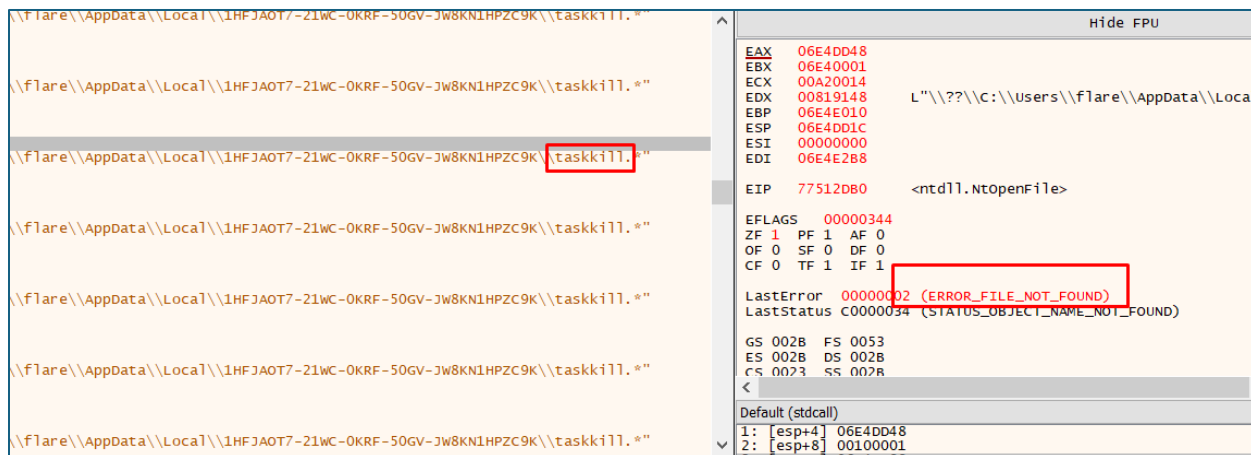 \\flare\\AppData\\Local\\1HFJAOT7-21WC-0KRF-50GV-JW8KN1HPZC9K\\taskkill.*"
\\flare\\AppData\\Local\\1HFJAOT7-21WC-0KRF-50GV-JW8KN1HPZC9K\\taskkill.*"
\\flare\\AppData\\Local\\1HFJAOT7-21WC-0KRF-50GV-JW8KN1HPZC9K\\taskkill.*"
\\flare\\AppData\\Local\\1HFJAOT7-21WC-0KRF-50GV-JW8KN1HPZC9K\\taskkill.*"
\\flare\\AppData\\Local\\1HFJAOT7-21WC-0KRF-50GV-JW8KN1HPZC9K\\taskkill.*"
\\flare\\AppData\\Local\\1HFJAOT7-21WC-0KRF-50GV-JW8KN1HPZC9K\\taskkill.*"
\\flare\\AppData\\Local\\1HFJAOT7-21WC-0KRF-50GV-JW8KN1HPZC9K\\taskkill.*"
Hide FPU
EAX 06E4DD48
EBX 06E40001
ECX 00A20014
EDX 00819148 L"\\??\\C:\\Users\\flare\\AppData\\Loca
EBP 06E4E010
ESP 06E4DD1C
ESI 00000000
EDI 06E4E2B8
EIP 77512DB0 <ntdll.NtOpenFile>
EFLAGS 00000344
ZF 1 PF 1 AF 0
OF 0 SF 0 DF 0
CF 0 TF 1 IF 1
LastError 00000002 (ERROR_FILE_NOT_FOUND)
LastStatus C0000034 (STATUS_OBJECT_NAME_NOT_FOUND)
GS 002B FS 0053
ES 002B DS 002B
CS 0023 SS 002B
Default (stdcall)
1: [esp+4] 06E4DD48
2: [esp+8] 00100001